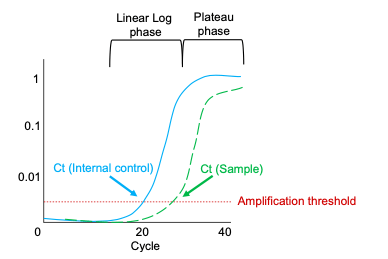 Linear Log Plateau
phase phase
1
0.1
Ct (Internal control) Ct (Sample)
0.01
Amplification threshold
0 20 40
Cycle